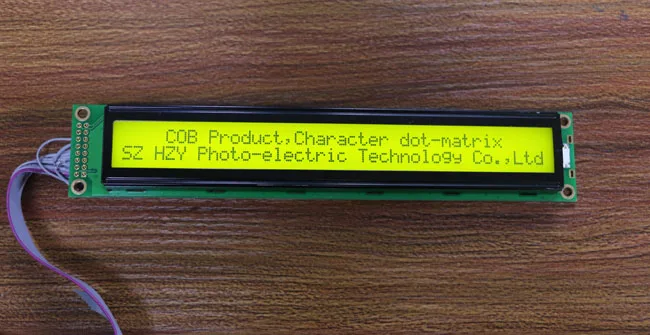 COB Product,Character dot-matrix
SZ HZY Photo-electric Technology Co.,Ltd